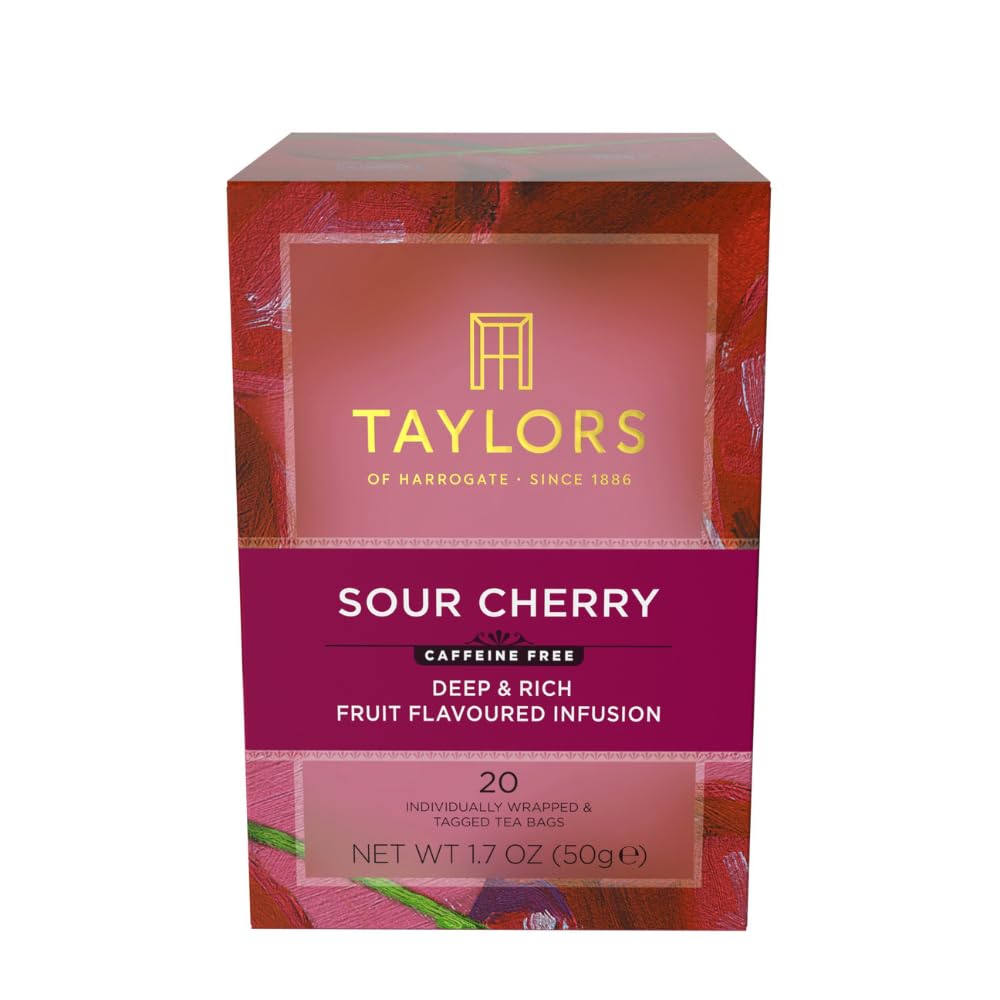 TAYLORS
OF HARROGATE · SINCE 1886
SOUR CHERRY
CAFFEINE FREE
DEEP & RICH
FRUIT FLAVOURED INFUSION
20
INDIVIDUALLY WRAPPED &
TAGGED TEA BAGS
NET WT 1.7 OZ (50g℮)